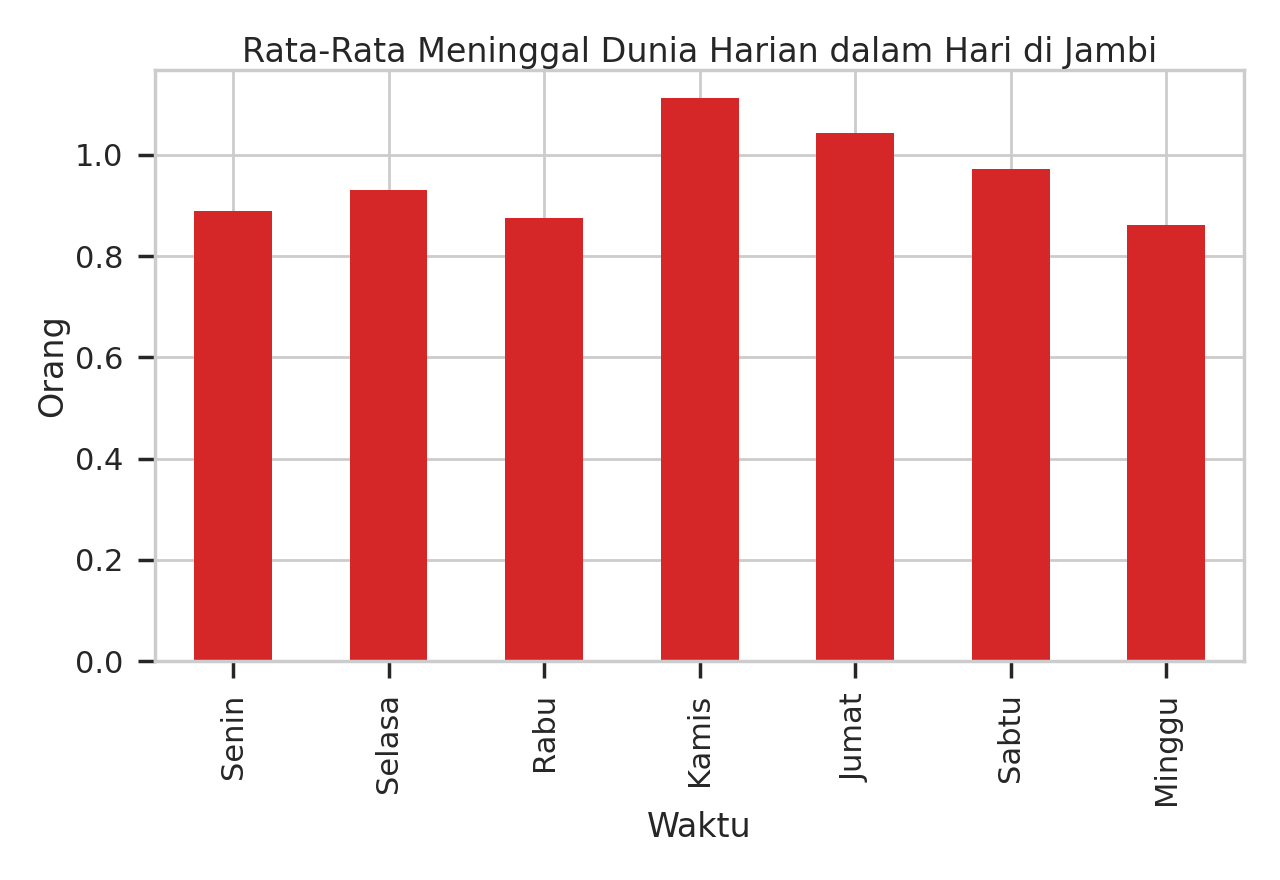 Rata-Rata Meninggal Dunia Harian dalam Hari di Jambi
1.0
0.8
0.6
0.4
0.2
0.0
Orang
Senin
Selasa
Rabu
Kamis
Jumat
Sabtu
Minggu
Waktu